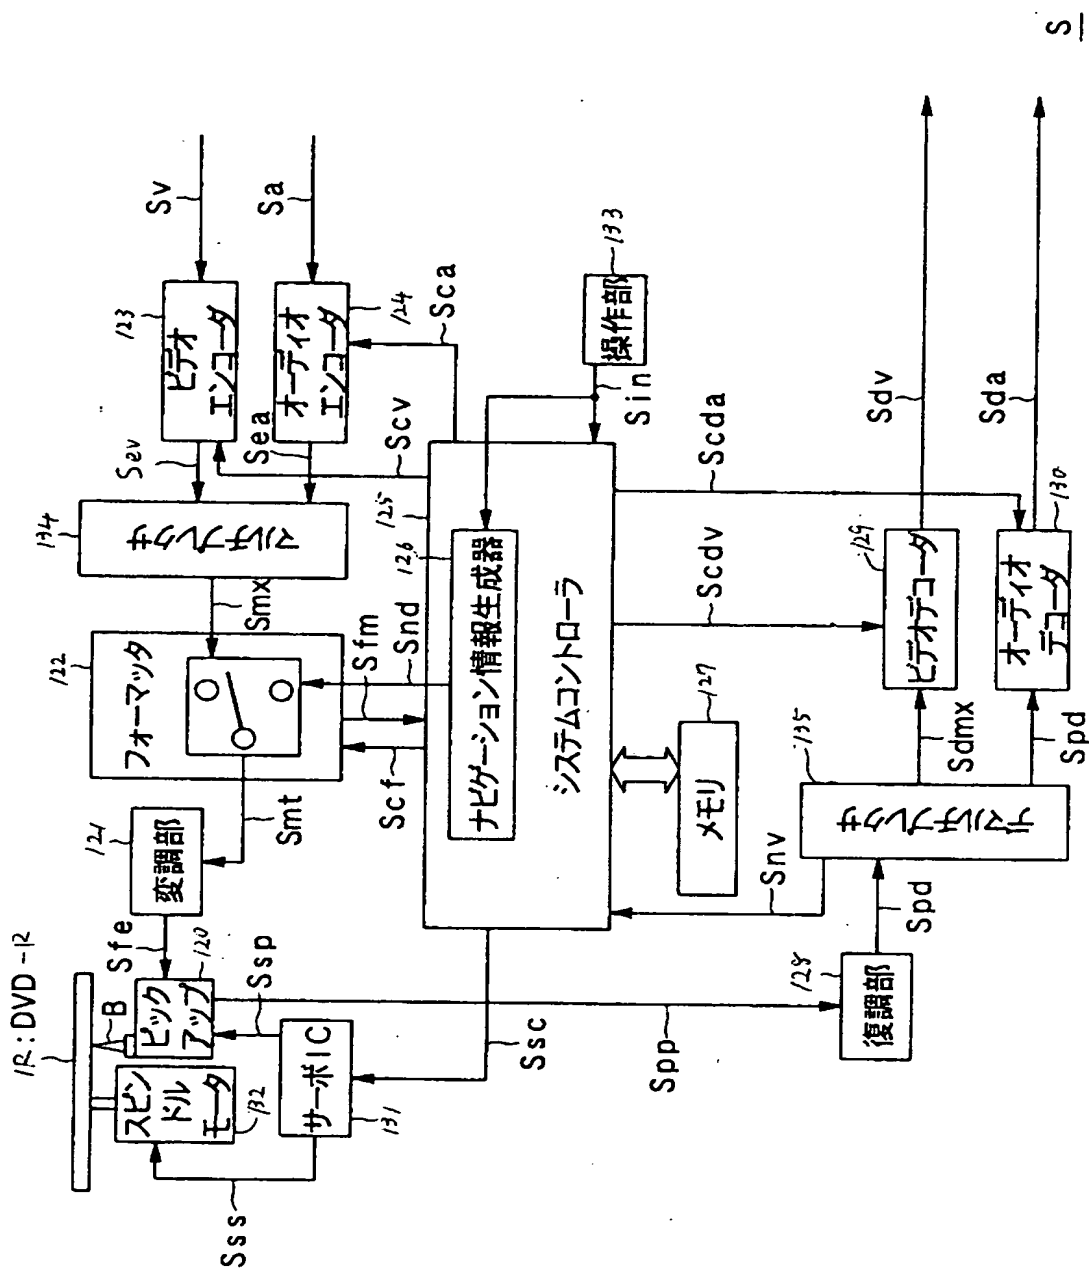 S
1R:DVD-R
B
スピン
ドル
モータ
132
Sss
ピック
アップ
120
Sfe
変調部
121
Smt
フォーマッタ
122
Smx
マルチプレクサ
134
Sev
ビデオ
エンコーダ
123
Sv
Sea
オーディオ
エンコーダ
124
Sa
Scv
Sca
サーボIC
131
Ssp
Ssc
Scf
Sfm
Snd
125
126
ナビゲーション情報生成器
システムコントローラ
Sin
操作部
133
メモリ
127
Spp
復調部
128
Spd
Snv
デマルチプレクサ
135
Sdmx
Spd
Scdv
Scda
ビデオデコーダ
129
Sdv
オーディオ
デコーダ
130
Sda